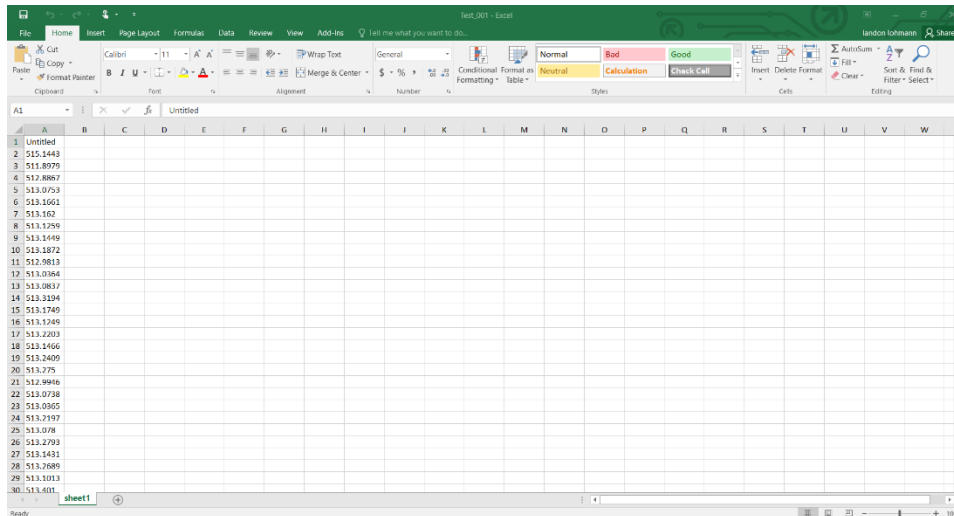 Test_001 - Excel
File Home Insert Page Layout Formulas Data Review View Add-Ins Tell me what you want to do... landon lohmann Share
Cut
Copy
Format Painter
Paste
Calibri 11
B I U
Wrap Text
Merge & Center
General
$ % ,
Conditional Formatting
Format as Table
Normal Bad Good
Neutral Calculation Check Cell
Insert Delete Format
AutoSum
Fill
Clear
Sort & Filter
Find & Select
Clipboard Font Alignment Number Styles Cells Editing
A1 fx Untitled
A B C D E F G H I J K L M N O P Q R S T U V W
1 Untitled
2 515.1443
3 511.8979
4 512.8867
5 513.0753
6 513.1661
7 513.162
8 513.1259
9 513.1449
10 513.1872
11 512.9813
12 513.0364
13 513.0837
14 513.3194
15 513.1749
16 513.1249
17 513.2203
18 513.1466
19 513.2409
20 513.275
21 512.9946
22 513.0738
23 513.0365
24 513.2197
25 513.078
26 513.2793
27 513.1431
28 513.2689
29 513.1013
30 513.401
sheet1
Ready